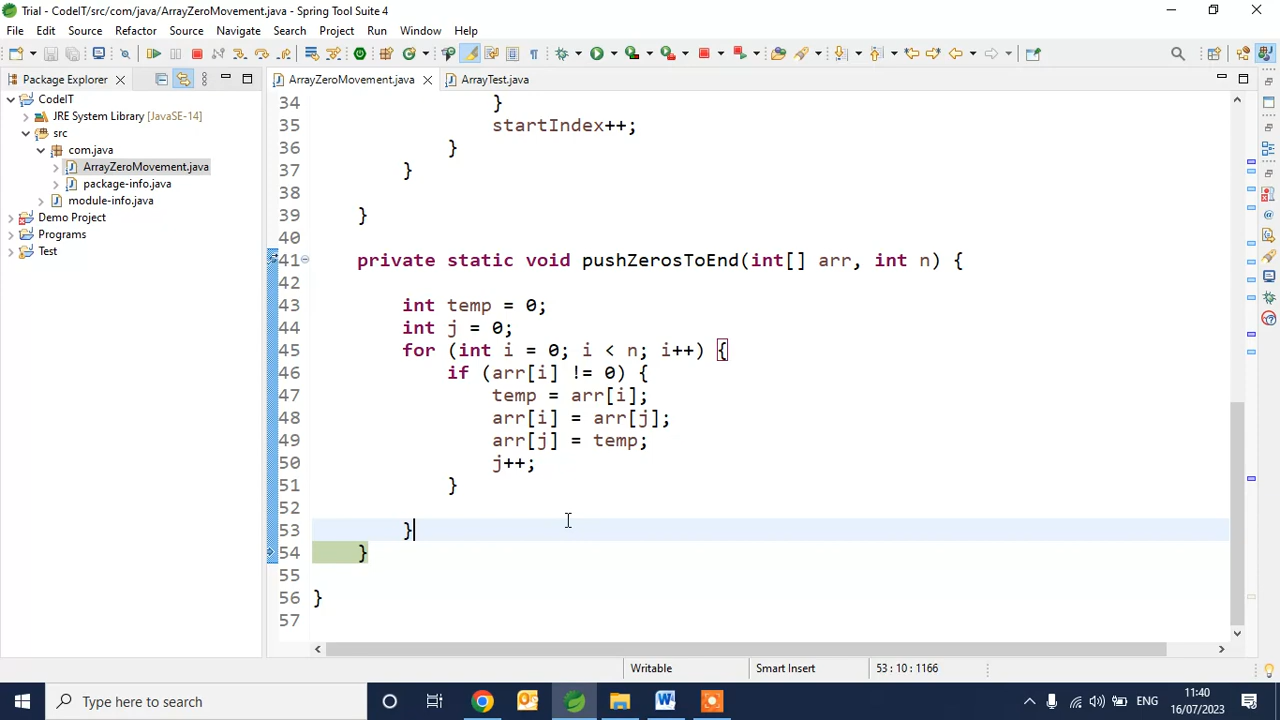 Trial - CodeIT/src/com/java/ArrayZeroMovement.java - Spring Tool Suite 4
File Edit Source Refactor Source Navigate Search Project Run Window Help
Package Explorer
ArrayZeroMovement.java
ArrayTest.java
CodeIT
JRE System Library [JavaSE-14]
src
com.java
ArrayZeroMovement.java
package-info.java
module-info.java
Demo Project
Programs
Test
34 }
35 startIndex++;
36 }
37 }
38
39 }
40
41 private static void pushZerosToEnd(int[] arr, int n) {
42
43 int temp = 0;
44 int j = 0;
45 for (int i = 0; i < n; i++) {
46 if (arr[i] != 0) {
47 temp = arr[i];
48 arr[i] = arr[j];
49 arr[j] = temp;
50 j++;
51 }
52
53 }
54 }
55
56 }
57
Writable Smart Insert 53 : 10 : 1166
Type here to search
ENG
11:40
16/07/2023